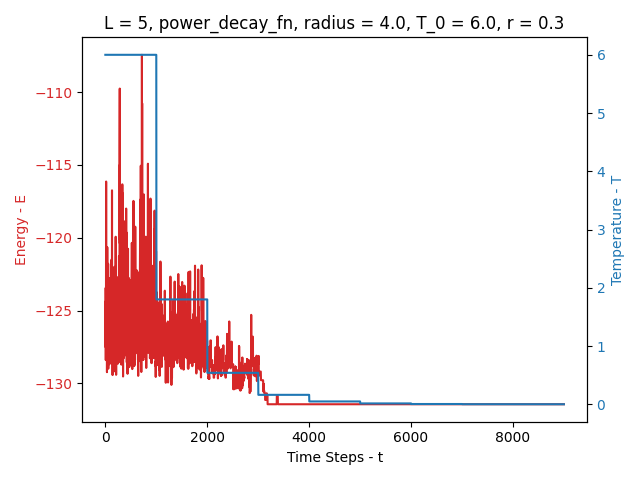 L = 5, power_decay_fn, radius = 4.0, T_0 = 6.0, r = 0.3
Energy - E
−110
−115
−120
−125
−130
6
5
4
3
2
1
0
Temperature - T
0 2000 4000 6000 8000
Time Steps - t